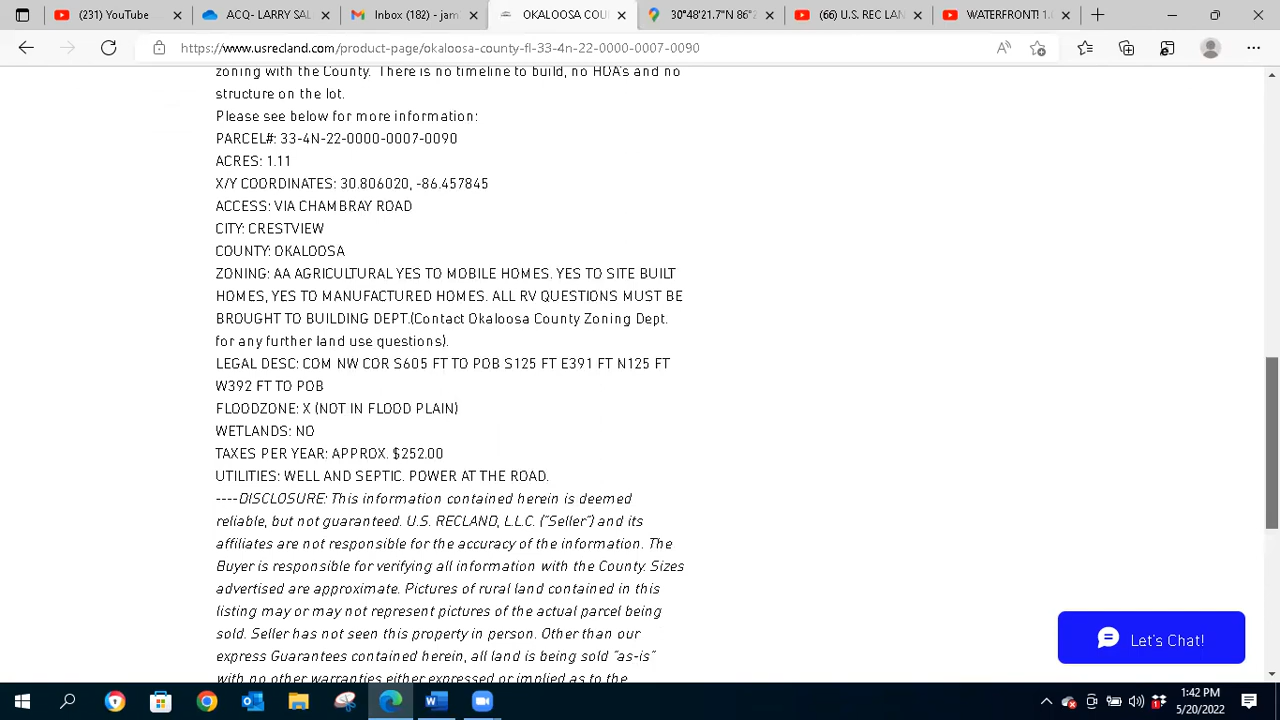 (231) YouTube
ACQ- LARRY SAL
Inbox (182) - jam
OKALOOSA COU
30°48'21.7"N 86°
(66) U.S. REC LAN
WATERFRONT! 1.
https://www.usrecland.com/product-page/okaloosa-county-fl-33-4n-22-0000-0007-0090
zoning with the County. There is no timeline to build, no HOA's and no
structure on the lot.
Please see below for more information:
PARCEL#: 33-4N-22-0000-0007-0090
ACRES: 1.11
X/Y COORDINATES: 30.806020, -86.457845
ACCESS: VIA CHAMBRAY ROAD
CITY: CRESTVIEW
COUNTY: OKALOOSA
ZONING: AA AGRICULTURAL YES TO MOBILE HOMES. YES TO SITE BUILT
HOMES, YES TO MANUFACTURED HOMES. ALL RV QUESTIONS MUST BE
BROUGHT TO BUILDING DEPT.(Contact Okaloosa County Zoning Dept.
for any further land use questions).
LEGAL DESC: COM NW COR S605 FT TO POB S125 FT E391 FT N125 FT
W392 FT TO POB
FLOODZONE: X (NOT IN FLOOD PLAIN)
WETLANDS: NO
TAXES PER YEAR: APPROX. $252.00
UTILITIES: WELL AND SEPTIC. POWER AT THE ROAD.
----DISCLOSURE: This information contained herein is deemed
reliable, but not guaranteed. U.S. RECLAND, L.L.C. ("Seller") and its
affiliates are not responsible for the accuracy of the information. The
Buyer is responsible for verifying all information with the County. Sizes
advertised are approximate. Pictures of rural land contained in this
listing may or may not represent pictures of the actual parcel being
sold. Seller has not seen this property in person. Other than our
express Guarantees contained herein, all land is being sold "as-is"
with no other warranties either expressed or implied as to the
Let's Chat!
1:42 PM
5/20/2022